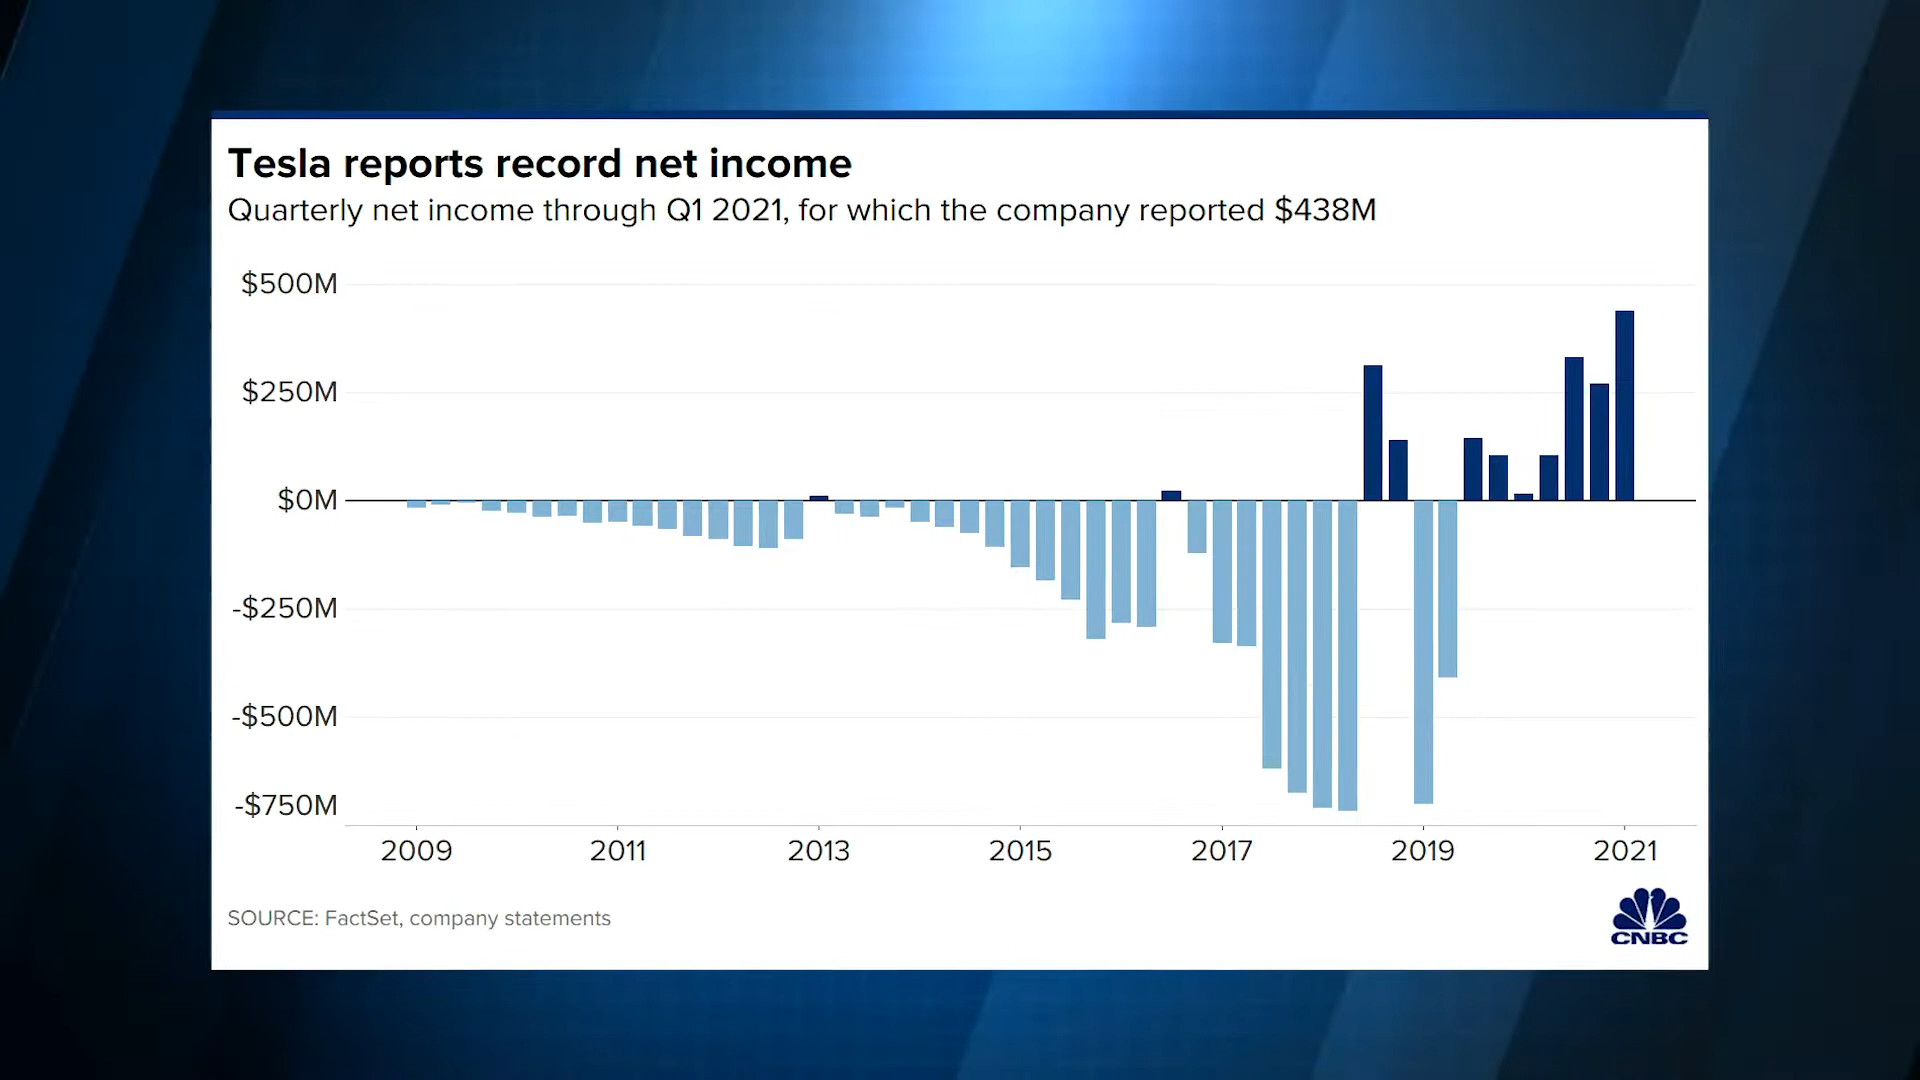 Tesla reports record net income
Quarterly net income through Q1 2021, for which the company reported $438M
$500M
$250M
$0M
-$250M
-$500M
-$750M
2009 2011 2013 2015 2017 2019 2021
SOURCE: FactSet, company statements
CNBC